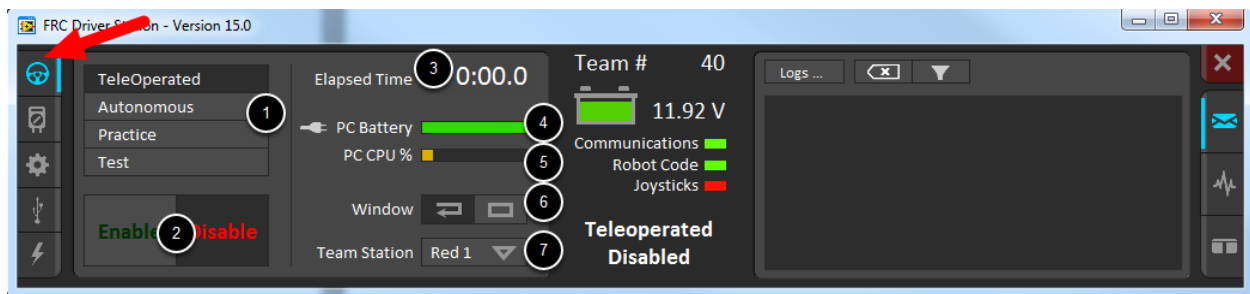 FRC Driver Station - Version 15.0
TeleOperated
Autonomous
Practice
Test
1
Enable
2
Disable
Elapsed Time
3
0:00.0
PC Battery
4
PC CPU %
5
Window
6
Team Station
Red 1
7
Team # 40
11.92 V
Communications
Robot Code
Joysticks
Teleoperated
Disabled
Logs ...